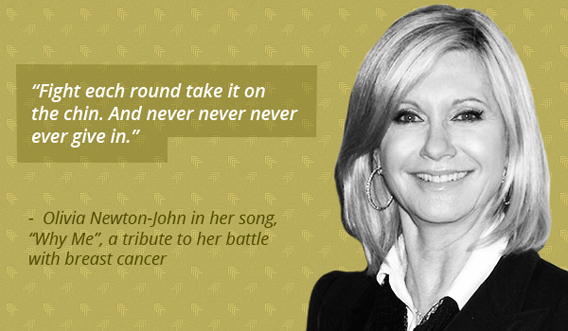 “Fight each round take it on
the chin. And never never never
ever give in.”
- Olivia Newton-John in her song,
“Why Me”, a tribute to her battle
with breast cancer